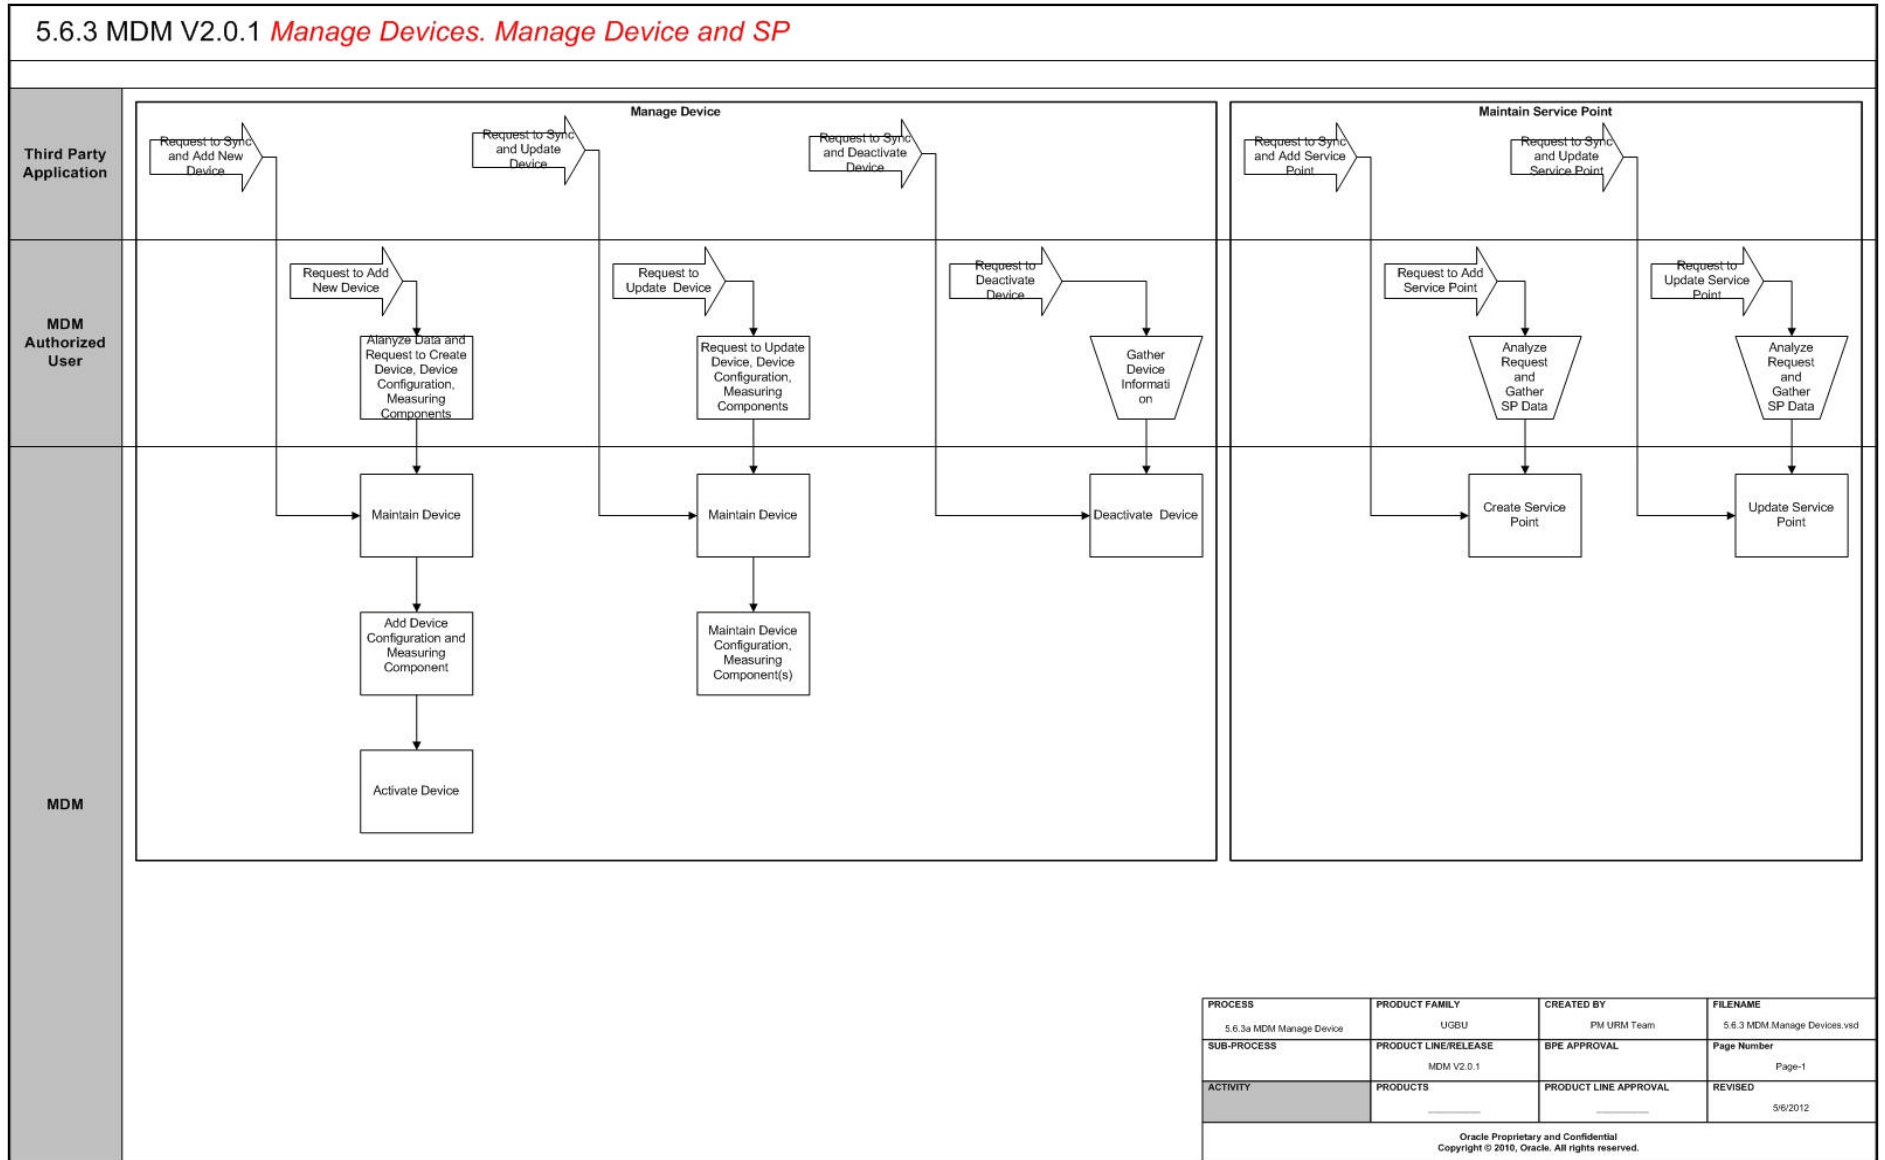 5.6.3 MDM V2.0.1 Manage Devices. Manage Device and SP
Manage Device
Maintain Service Point
Third Party
Application
Request to Sync
and Add New
Device
Request to Sync
and Update
Device
Request to Sync
and Deactivate
Device
Request to Sync
and Add Service
Point
Request to Sync
and Update
Service Point
MDM
Authorized
User
Request to Add
New Device
Request to
Update Device
Request to
Deactivate
Device
Request to Add
Service Point
Request to
Update Service
Point
Alanyze Data and
Request to Create
Device, Device
Configuration,
Measuring
Components
Request to Update
Device, Device
Configuration,
Measuring
Components
Gather
Device
Informati
on
Analyze
Request
and
Gather
SP Data
Analyze
Request
and
Gather
SP Data
MDM
Maintain Device
Maintain Device
Deactivate Device
Create Service
Point
Update Service
Point
Add Device
Configuration and
Measuring
Component
Maintain Device
Configuration,
Measuring
Component(s)
Activate Device
PROCESS
5.6.3a MDM Manage Device
PRODUCT FAMILY
UGBU
CREATED BY
PM URM Team
FILENAME
5.6.3 MDM.Manage Devices.vsd
SUB-PROCESS
PRODUCT LINE/RELEASE
MDM V2.0.1
BPE APPROVAL
Page Number
Page-1
ACTIVITY
PRODUCTS
PRODUCT LINE APPROVAL
REVISED
5/6/2012
Oracle Proprietary and Confidential
Copyright © 2010, Oracle. All rights reserved.